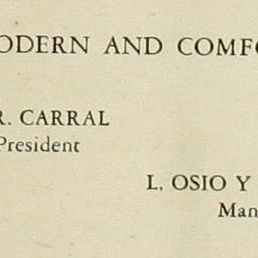 ODERN AND COMFO
R. CARRAL
President
L. OSIO Y
Man